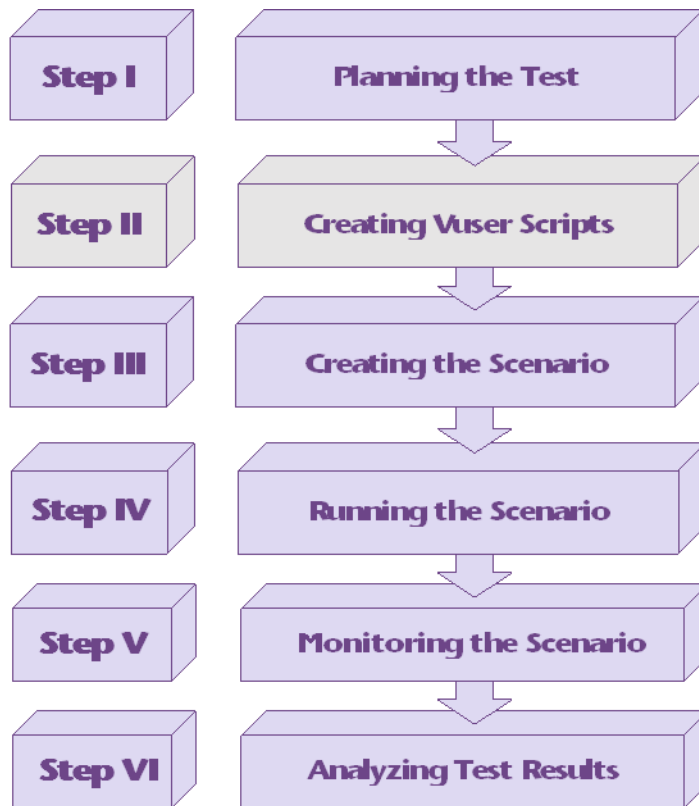 Step I
Planning the Test
Step II
Creating Vuser Scripts
Step III
Creating the Scenario
Step IV
Running the Scenario
Step V
Monitoring the Scenario
Step VI
Analyzing Test Results